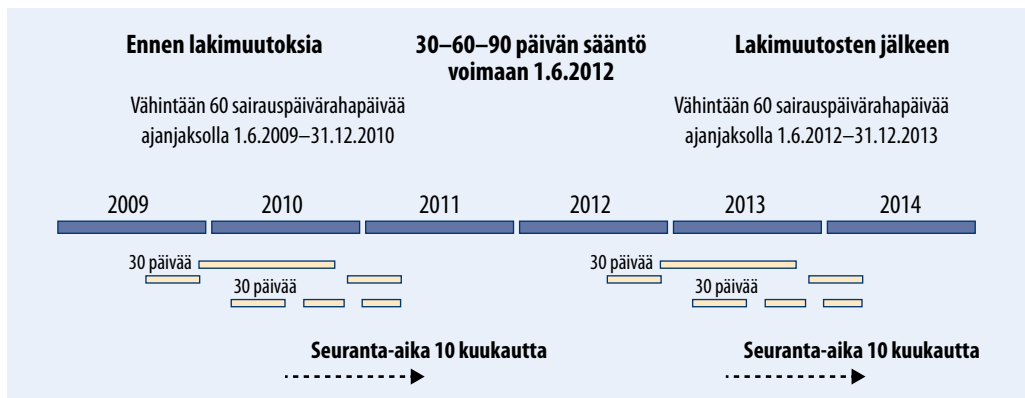 Ennen lakimuutoksia
Vähintään 60 sairauspäivärahapäivää
ajanjaksolla 1.6.2009–31.12.2010
30–60–90 päivän sääntö
voimaan 1.6.2012
Lakimuutosten jälkeen
Vähintään 60 sairauspäivärahapäivää
ajanjaksolla 1.6.2012–31.12.2013
2009 2010 2011 2012 2013 2014
30 päivää
30 päivää
30 päivää
30 päivää
Seuranta-aika 10 kuukautta
Seuranta-aika 10 kuukautta